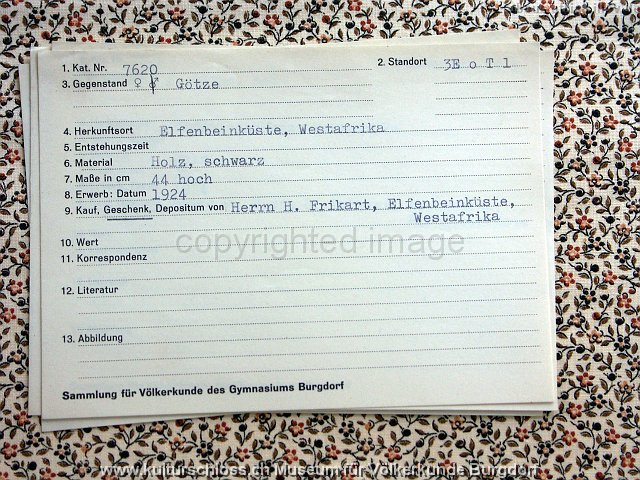 1. Kat. Nr. 7620 2. Standort 3E o T l
3. Gegenstand ♀ ♂ Götze
4. Herkunftsort Elfenbeinküste, Westafrika
5. Entstehungszeit
6. Material Holz, schwarz
7. Maße in cm 44 hoch
8. Erwerb: Datum 1924
9. Kauf, Geschenk, Depositum von Herrn H. Frikart, Elfenbeinküste,
Westafrika
10. Wert
copyrighted image
11. Korrespondenz
12. Literatur
13. Abbildung
Sammlung für Völkerkunde des Gymnasiums Burgdorf
www.kulturschloss.ch Museum für Völkerkunde Burgdorf